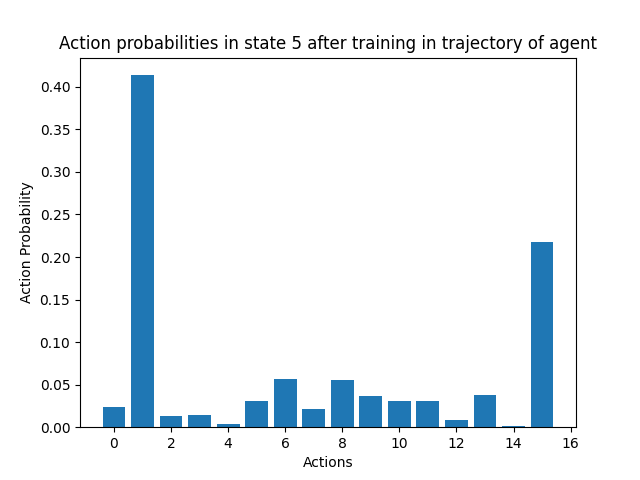 Action probabilities in state 5 after training in trajectory of agent
0.40
0.35
0.30
0.25
0.20
0.15
0.10
0.05
0.00
Action Probability
0 2 4 6 8 10 12 14 16
Actions